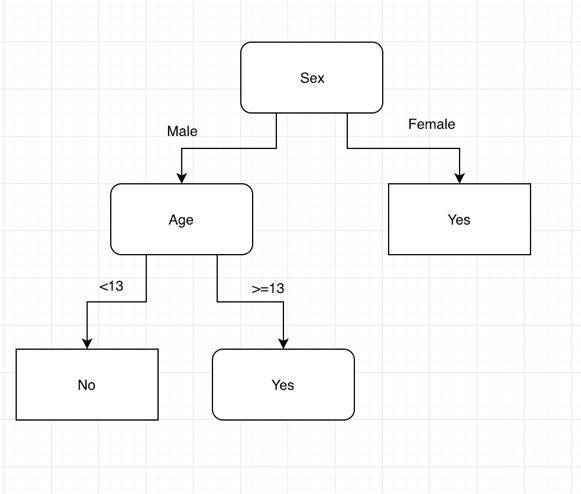 Sex
Male
Female
Age
Yes
<13
>=13
No
Yes